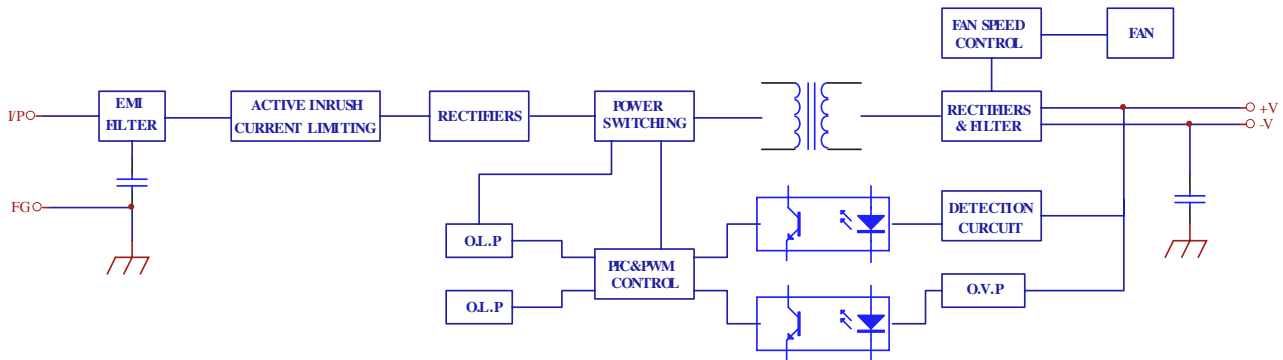 FAN SPEED
CONTROL
FAN
I/P
EMI
FILTER
ACTIVE INRUSH
CURRENT LIMITING
RECTIFIERS
POWER
SWITCHING
RECTIFIERS
& FILTER
+V
-V
FG
O.L.P
PFC&PWM
CONTROL
DETECTION
CURCUIT
O.L.P
O.V.P